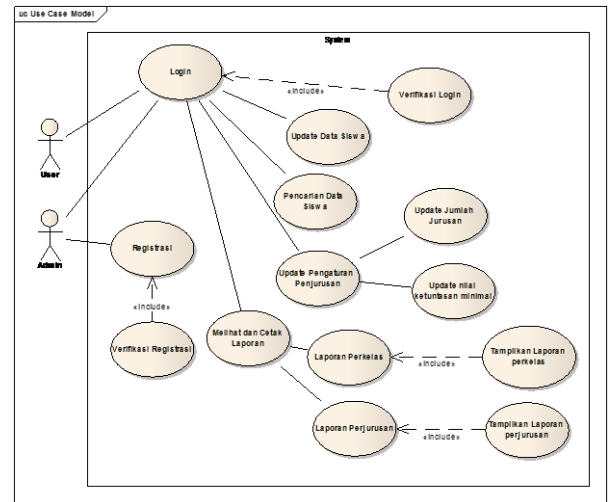 uc Use Case Model
System
Login
«include»
Verifikasi Login
Update Data Siswa
User
Pencarian Data
Siswa
Update Jumlah
Jurusan
Admin
Registrasi
Update Pengaturan
Penjurusan
Update nilai
ketuntasan minimal
«include»
Melihat dan Cetak
Laporan
Verifikasi Registrasi
Laporan Perkelas
«include»
Tampilkan Laporan
perkelas
Laporan Perjurusan
«include»
Tampilkan Laporan
perjurusan